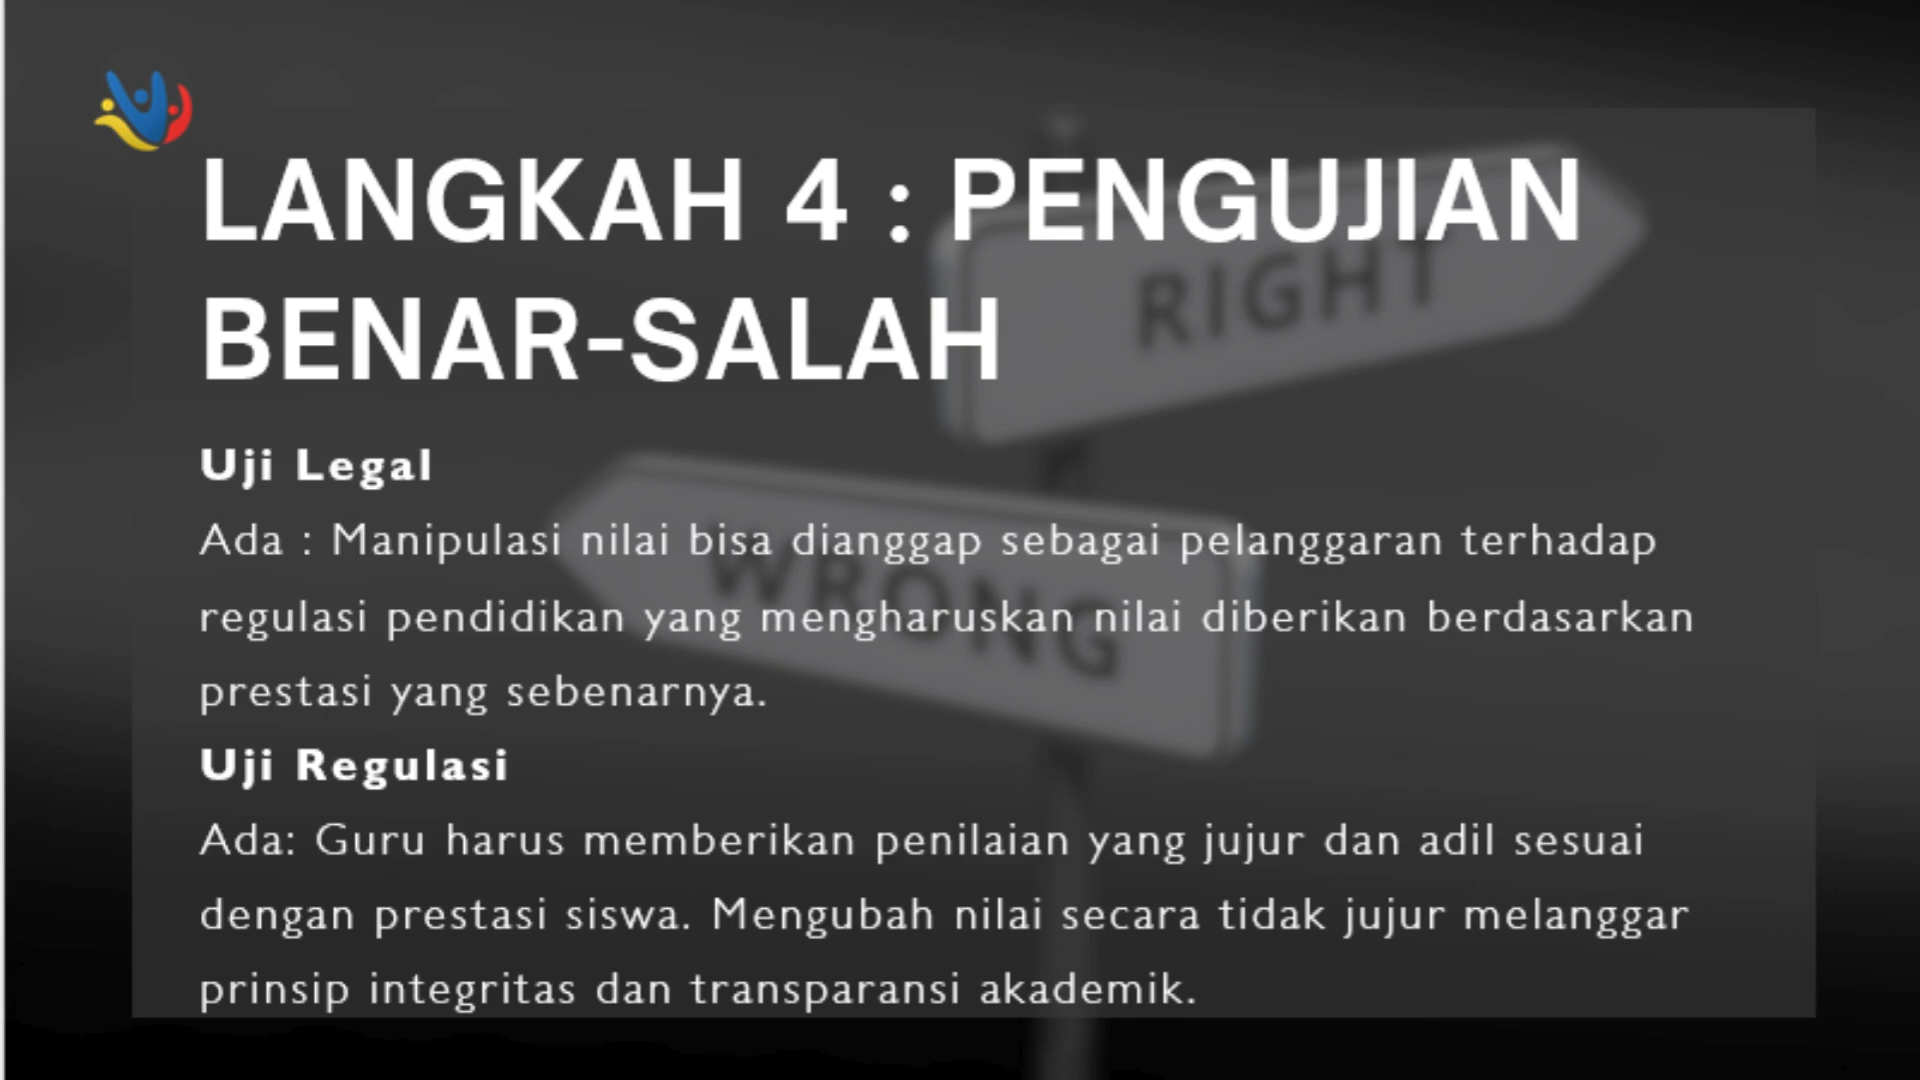 LANGKAH 4 : PENGUJIAN
BENAR-SALAH
RIGHT
Uji Legal
Ada : Manipulasi nilai bisa dianggap sebagai pelanggaran terhadap
WRONG
regulasi pendidikan yang mengharuskan nilai diberikan berdasarkan
prestasi yang sebenarnya.
Uji Regulasi
Ada: Guru harus memberikan penilaian yang jujur dan adil sesuai
dengan prestasi siswa. Mengubah nilai secara tidak jujur melanggar
prinsip integritas dan transparansi akademik.